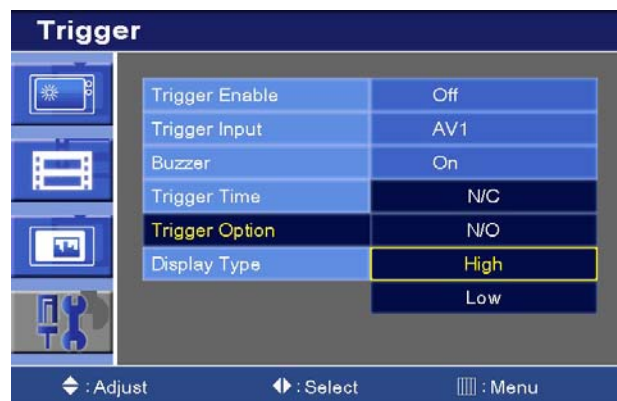 Trigger
Trigger Enable Off
Trigger Input AV1
Buzzer On
Trigger Time N/C
Trigger Option N/O
Display Type High
Low
: Adjust : Select : Menu